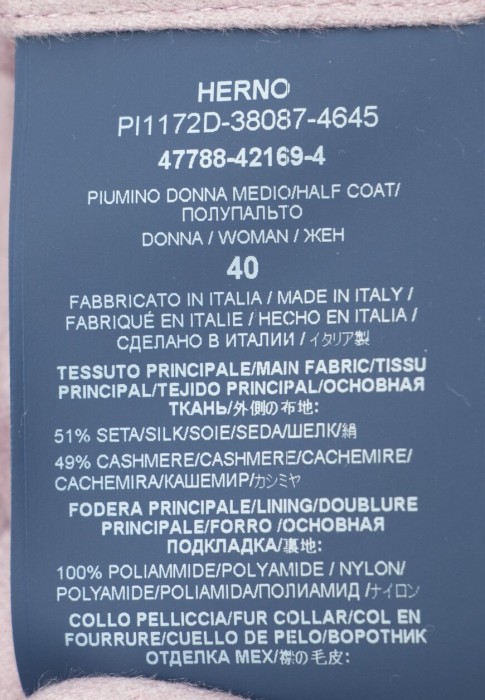 HERNO
PI1172D-38087-4645
47788-42169-4
PIUMINO DONNA MEDIO/HALF COAT/
ПОЛУПАЛЬТО
DONNA / WOMAN / ЖЕН
40
FABBRICATO IN ITALIA / MADE IN ITALY /
FABRIQUÉ EN ITALIE / HECHO EN ITALIA /
СДЕЛАНО В ИТАЛИИ / イタリア製
TESSUTO PRINCIPALE/MAIN FABRIC/TISSU
PRINCIPAL/TEJIDO PRINCIPAL/ОСНОВНАЯ
ТКАНЬ/外側の布地:
51% SETA/SILK/SOIE/SEDA/ШЕЛК/絹
49% CASHMERE/CASHMERE/CACHEMIRE/
CACHEMIRA/КАШЕМИР/カシミヤ
FODERA PRINCIPALE/LINING/DOUBLURE
PRINCIPALE/FORRO /ОСНОВНАЯ
ПОДКЛАДКА/裏地:
100% POLIAMMIDE/POLYAMIDE / NYLON/
POLYAMIDE/POLIAMIDA/ПОЛИАМИД /ナイロン
COLLO PELLICCIA/FUR COLLAR/COL EN
FOURRURE/CUELLO DE PELO/ВОРОТНИК
ОТДЕЛКА МЕХ/襟の毛皮: